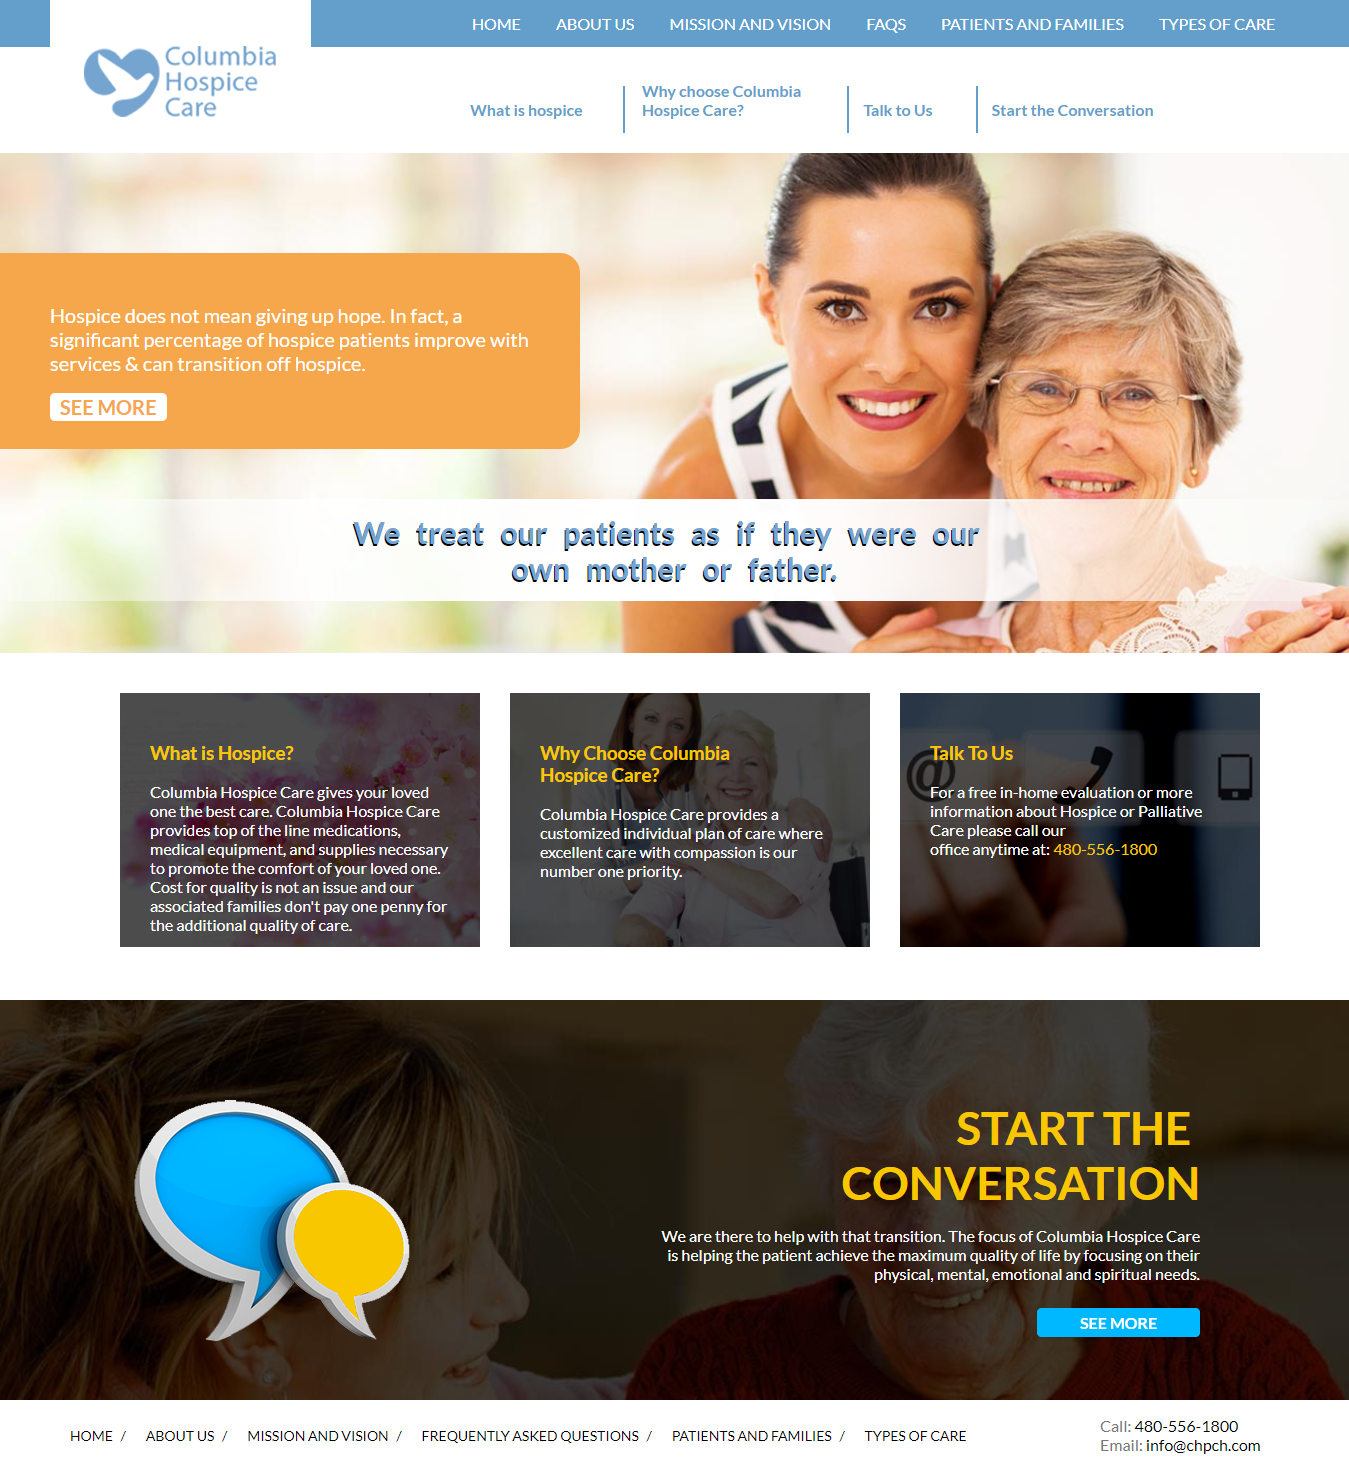 HOME ABOUT US MISSION AND VISION FAQS PATIENTS AND FAMILIES TYPES OF CARE
Columbia
Hospice
Care
What is hospice
Why choose Columbia
Hospice Care?
Talk to Us
Start the Conversation
Hospice does not mean giving up hope. In fact, a
significant percentage of hospice patients improve with
services & can transition off hospice.
SEE MORE
We treat our patients as if they were our
own mother or father.
What is Hospice?
Columbia Hospice Care gives your loved
one the best care. Columbia Hospice Care
provides top of the line medications,
medical equipment, and supplies necessary
to promote the comfort of your loved one.
Cost for quality is not an issue and our
associated families don't pay one penny for
the additional quality of care.
Why Choose Columbia
Hospice Care?
Columbia Hospice Care provides a
customized individual plan of care where
excellent care with compassion is our
number one priority.
Talk To Us
@
For a free in-home evaluation or more
information about Hospice or Palliative
Care please call our
office anytime at: 480-556-1800
START THE
CONVERSATION
We are there to help with that transition. The focus of Columbia Hospice Care
is helping the patient achieve the maximum quality of life by focusing on their
physical, mental, emotional and spiritual needs.
SEE MORE
HOME / ABOUT US / MISSION AND VISION / FREQUENTLY ASKED QUESTIONS / PATIENTS AND FAMILIES / TYPES OF CARE
Call: 480-556-1800
Email: info@chpch.com